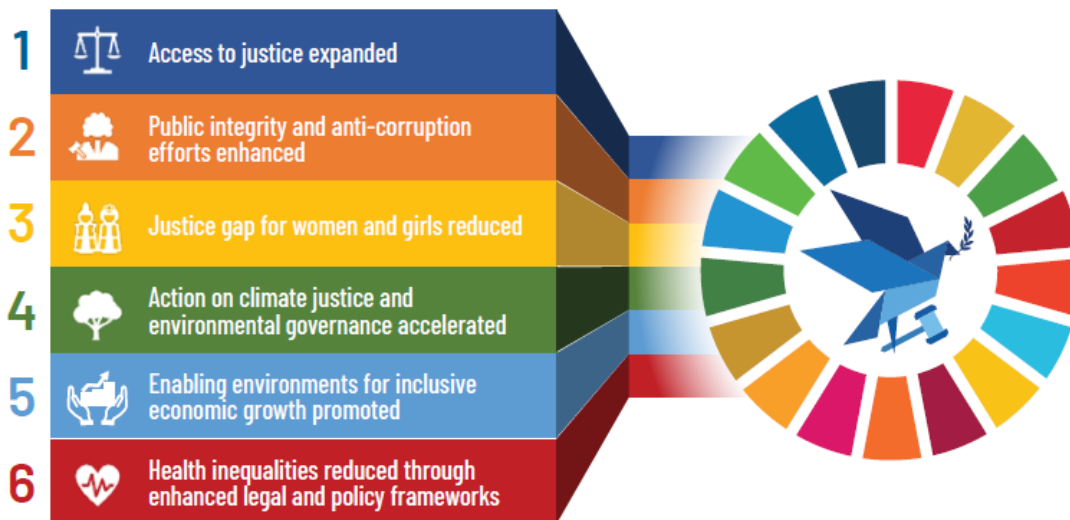 1
Access to justice expanded
2
Public integrity and anti-corruption
efforts enhanced
3
Justice gap for women and girls reduced
4
Action on climate justice and
environmental governance accelerated
5
Enabling environments for inclusive
economic growth promoted
6
Health inequalities reduced through
enhanced legal and policy frameworks